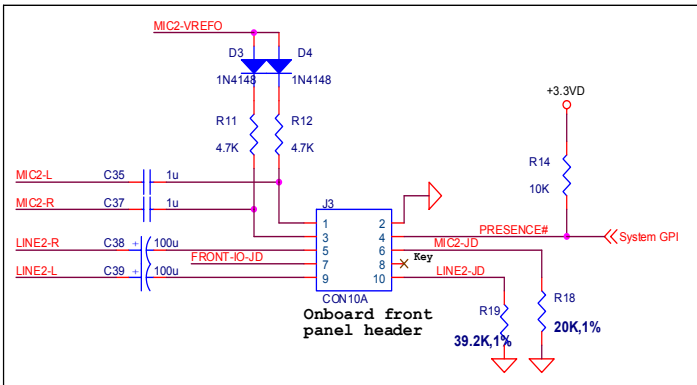 MIC2-VREFO
D3 D4
1N4148 1N4148
+3.3VD
R11 R12
4.7K 4.7K
R14
10K
MIC2-L C35 1u
MIC2-R C37 1u
J3
1 2
3 4 PRESENCE# System GPI
LINE2-R C38 + 100u 5 6 MIC2-JD
FRONT-IO-JD 7 8 Key
LINE2-L C39 + 100u 9 10 LINE2-JD
CON10A
Onboard front
panel header
R19 R18
39.2K,1% 20K,1%